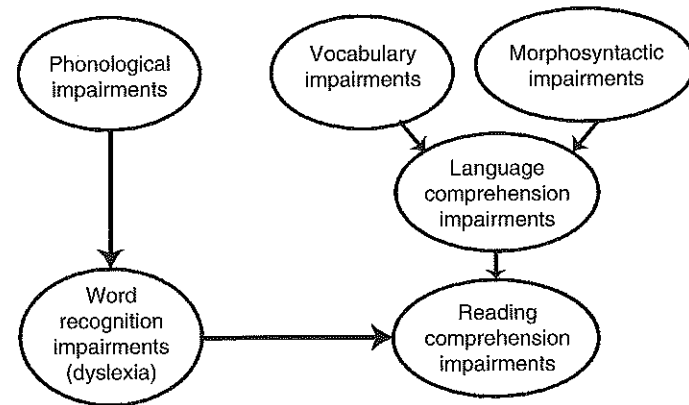 Phonological
impairments
Vocabulary
impairments
Morphosyntactic
impairments
Language
comprehension
impairments
Word
recognition
impairments
(dyslexia)
Reading
comprehension
impairments